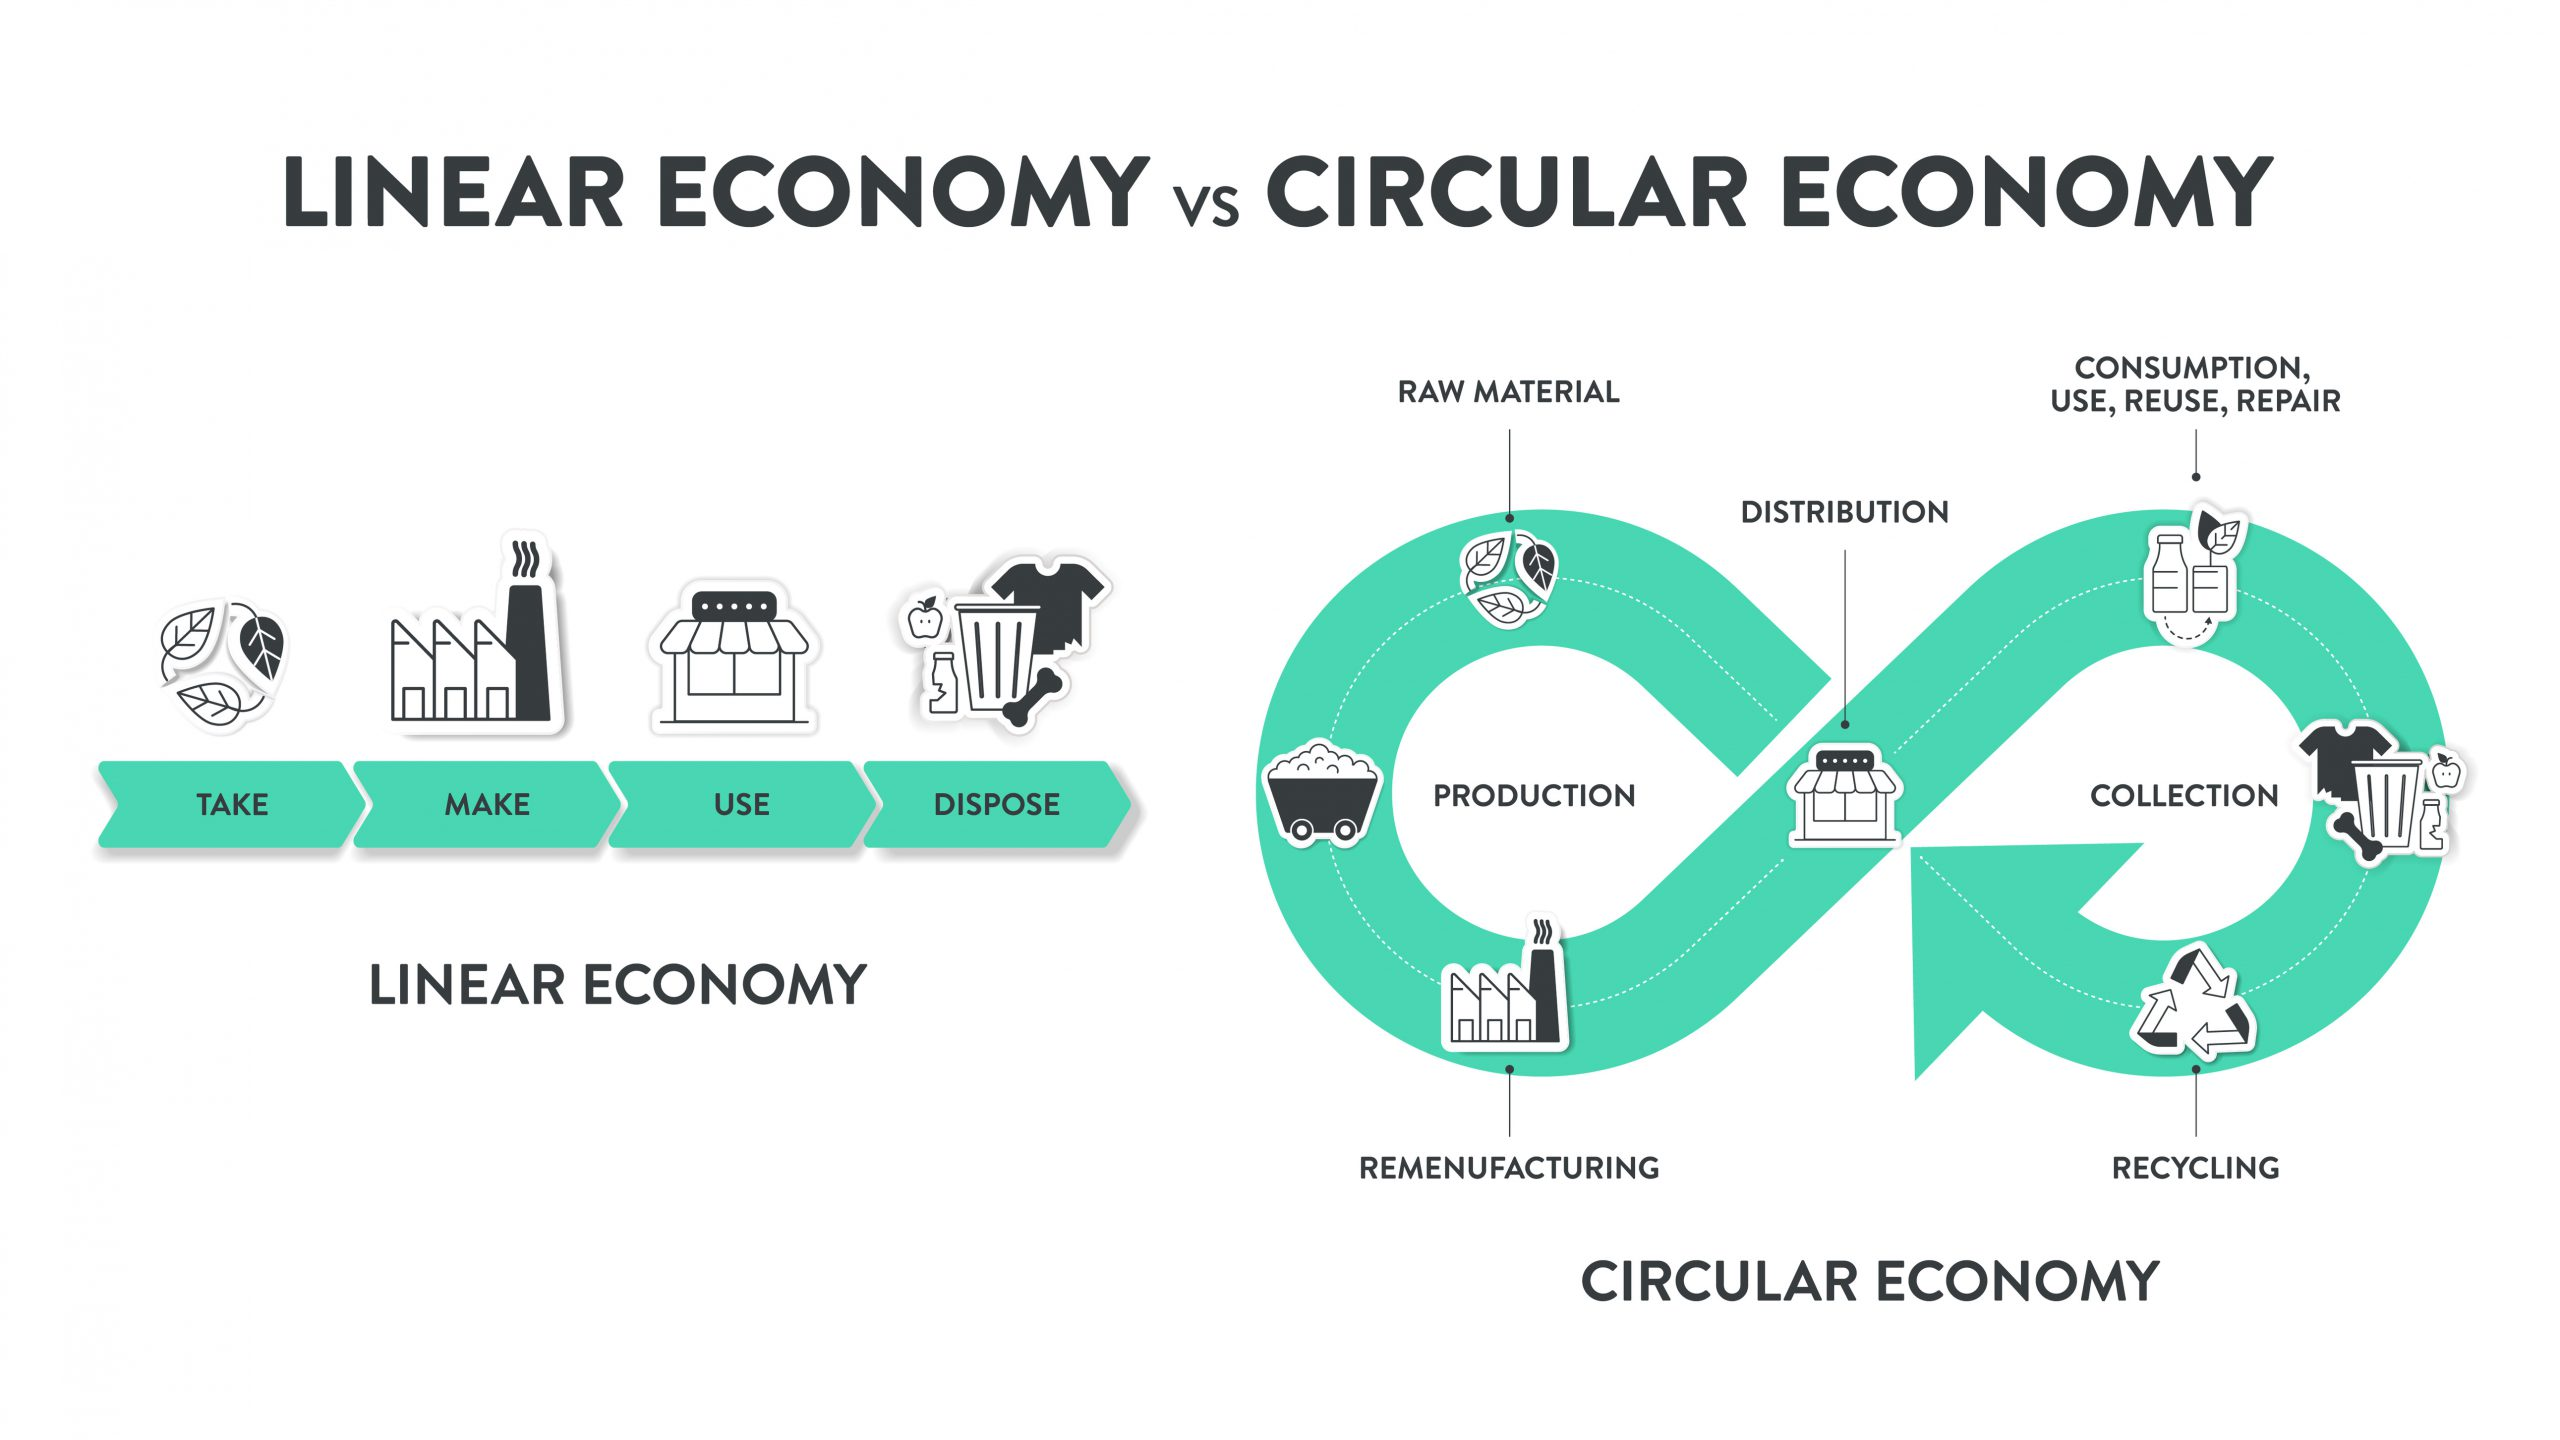 LINEAR ECONOMY VS CIRCULAR ECONOMY
TAKE
MAKE
USE
DISPOSE
LINEAR ECONOMY
RAW MATERIAL
CONSUMPTION,
USE, REUSE, REPAIR
DISTRIBUTION
PRODUCTION
COLLECTION
REMENUFACTURING
RECYCLING
CIRCULAR ECONOMY